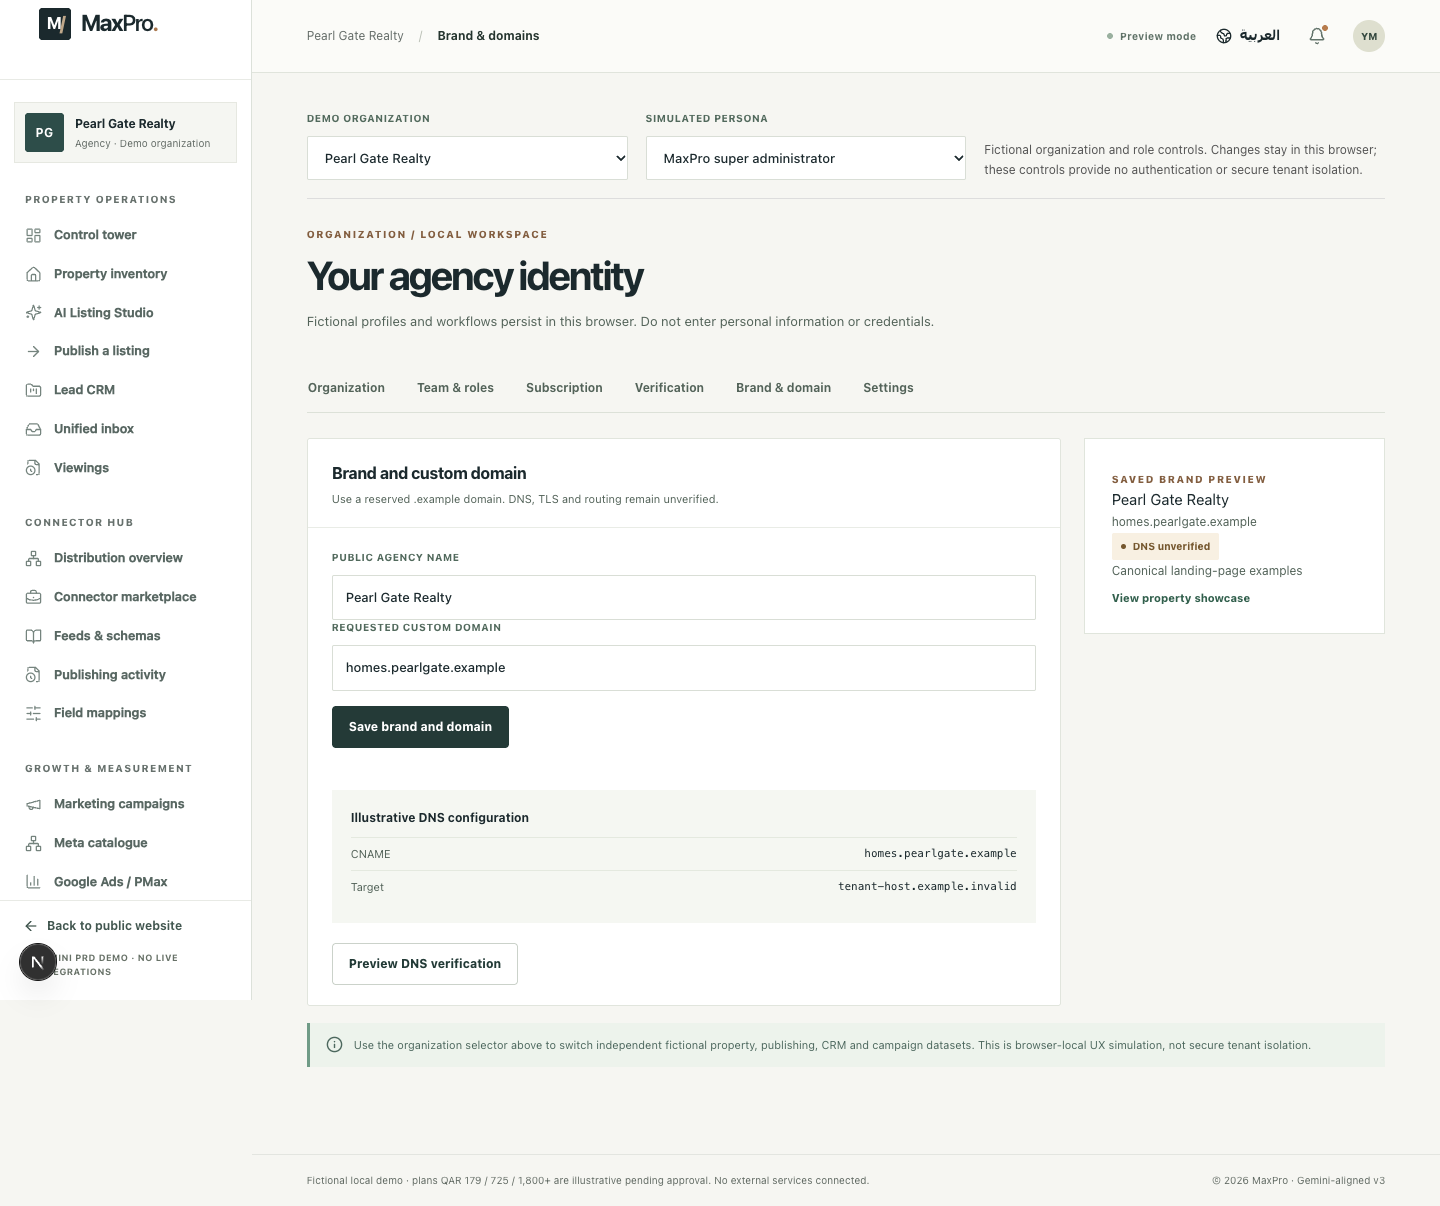 M/ MaxPro.
Pearl Gate Realty / Brand & domains
Preview mode
العربية
YM
PG
Pearl Gate Realty
Agency · Demo organization
PROPERTY OPERATIONS
Control tower
Property inventory
AI Listing Studio
Publish a listing
Lead CRM
Unified inbox
Viewings
CONNECTOR HUB
Distribution overview
Connector marketplace
Feeds & schemas
Publishing activity
Field mappings
GROWTH & MEASUREMENT
Marketing campaigns
Meta catalogue
Google Ads / PMax
Back to public website
INI PRD DEMO · NO LIVE
EGRATIONS
N
DEMO ORGANIZATION
Pearl Gate Realty
SIMULATED PERSONA
MaxPro super administrator
Fictional organization and role controls. Changes stay in this browser;
these controls provide no authentication or secure tenant isolation.
ORGANIZATION / LOCAL WORKSPACE
Your agency identity
Fictional profiles and workflows persist in this browser. Do not enter personal information or credentials.
Organization Team & roles Subscription Verification Brand & domain Settings
Brand and custom domain
Use a reserved .example domain. DNS, TLS and routing remain unverified.
PUBLIC AGENCY NAME
Pearl Gate Realty
REQUESTED CUSTOM DOMAIN
homes.pearlgate.example
Save brand and domain
Illustrative DNS configuration
CNAME homes.pearlgate.example
Target tenant-host.example.invalid
Preview DNS verification
SAVED BRAND PREVIEW
Pearl Gate Realty
homes.pearlgate.example
DNS unverified
Canonical landing-page examples
View property showcase
Use the organization selector above to switch independent fictional property, publishing, CRM and campaign datasets. This is browser-local UX simulation, not secure tenant isolation.
Fictional local demo · plans QAR 179 / 725 / 1,800+ are illustrative pending approval. No external services connected.
© 2026 MaxPro · Gemini-aligned v3